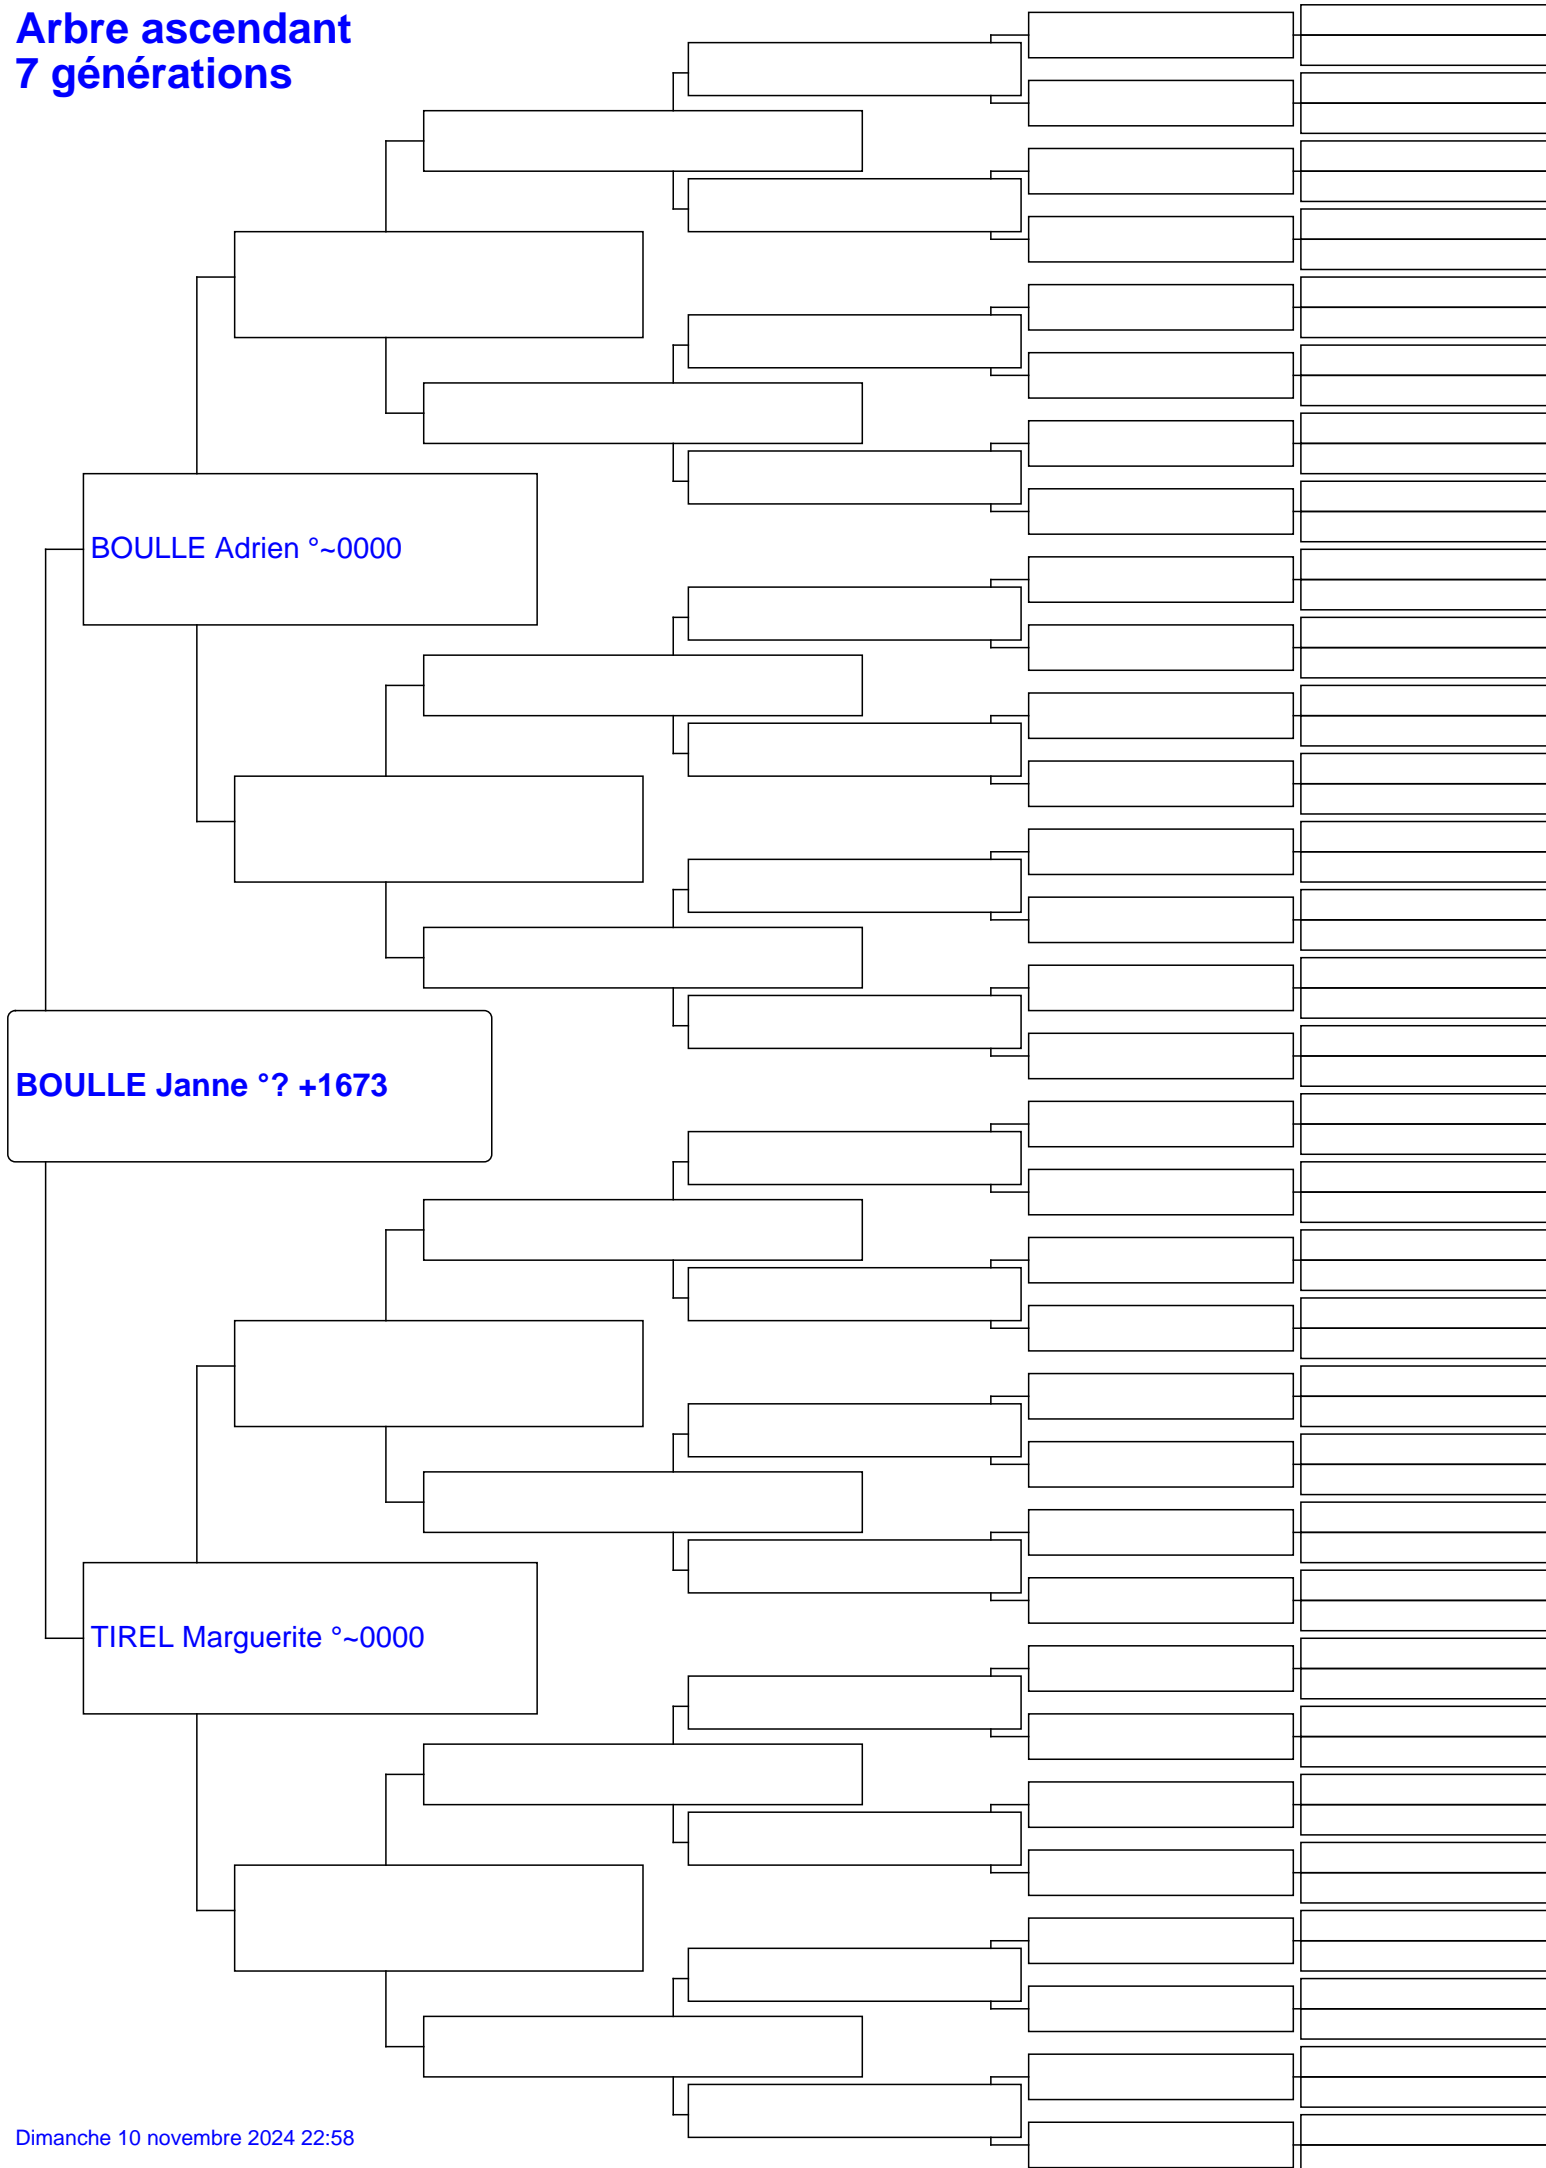 Arbre ascendant
7 générations
BOULLE Adrien °~0000
BOULLE Janne °? +1673
TIREL Marguerite °~0000
Dimanche 10 novembre 2024 22:58